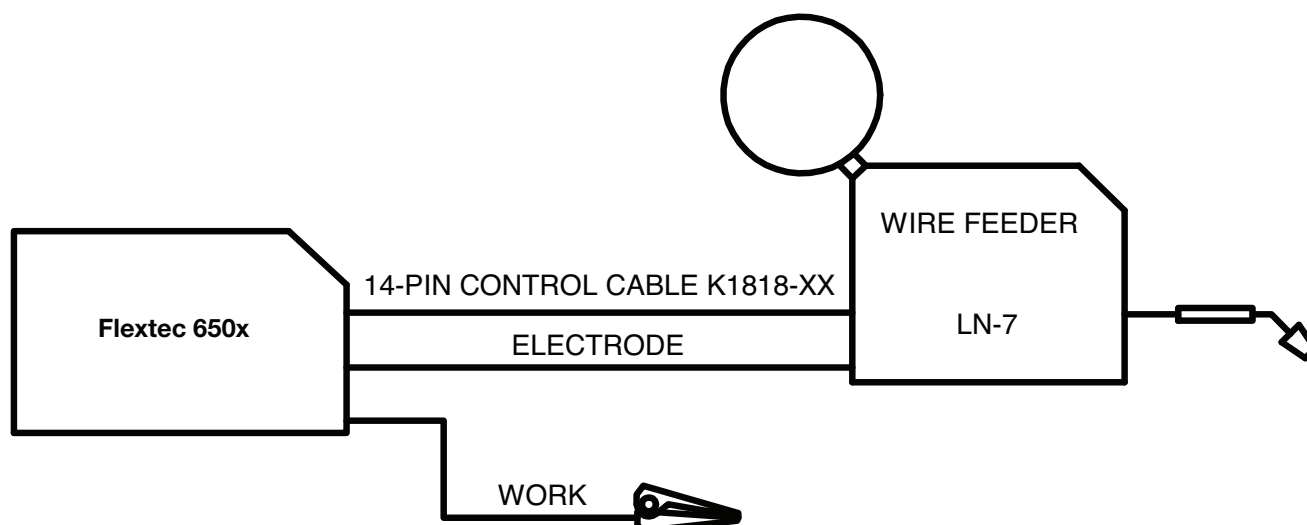 WIRE FEEDER
14-PIN CONTROL CABLE K1818-XX
Flextec 650x
LN-7
ELECTRODE
WORK